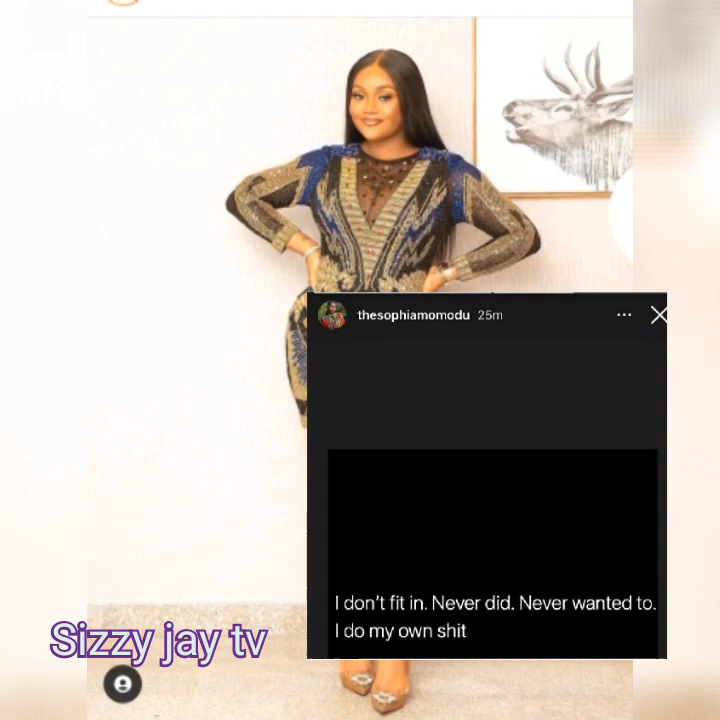 thesophiamomodu 25m
I don't fit in. Never did. Never wanted to.
I do my own shit
Sizzy jay tv